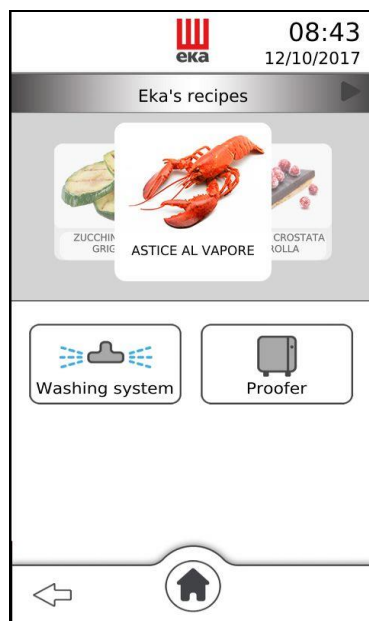 08:43
eka
12/10/2017
Eka's recipes
ZUCCHIN
GRIG
ASTICE AL VAPORE
CROSTATA
ROLLA
Washing system
Proofer